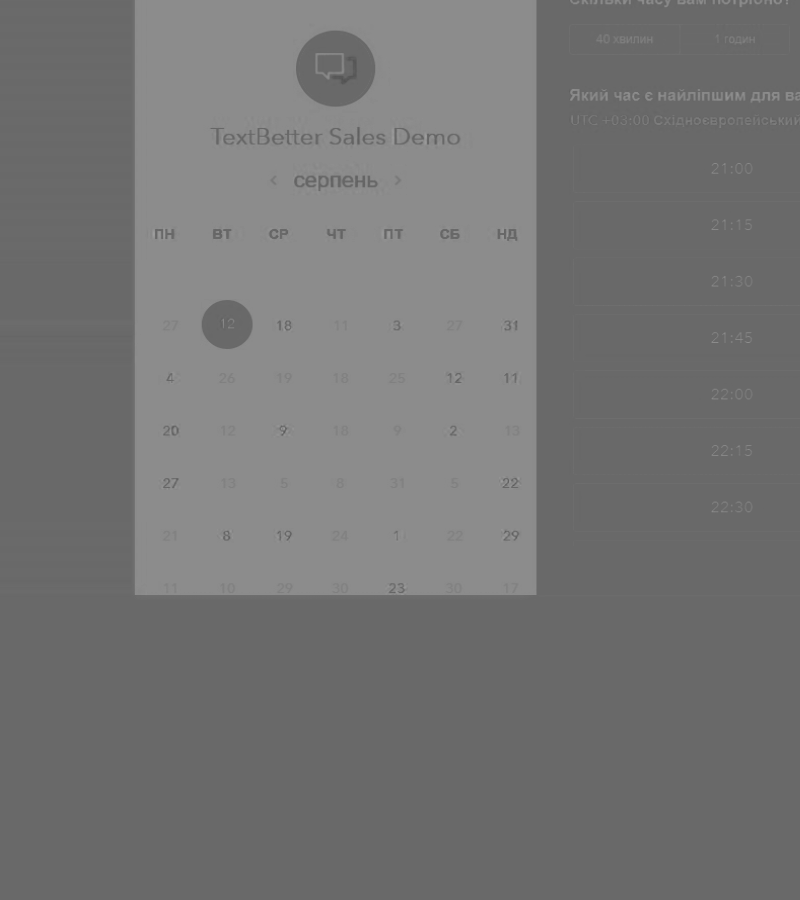 TextBetter Sales Demo
‹ серпень ›
ПН ВТ СР ЧТ ПТ СБ НД
27 12 18 11 3 27 31
4 26 19 18 25 12 11
20 12 9 18 9 2 13
27 13 5 8 31 5 22
21 8 19 24 1 22 29
11 10 29 30 23 30 17
Скільки часу вам потрібно?
40 хвилин 1 годин
Який час є найліпшим для ва
UTC +03:00 Східноєвропейський
21:00
21:15
21:30
21:45
22:00
22:15
22:30